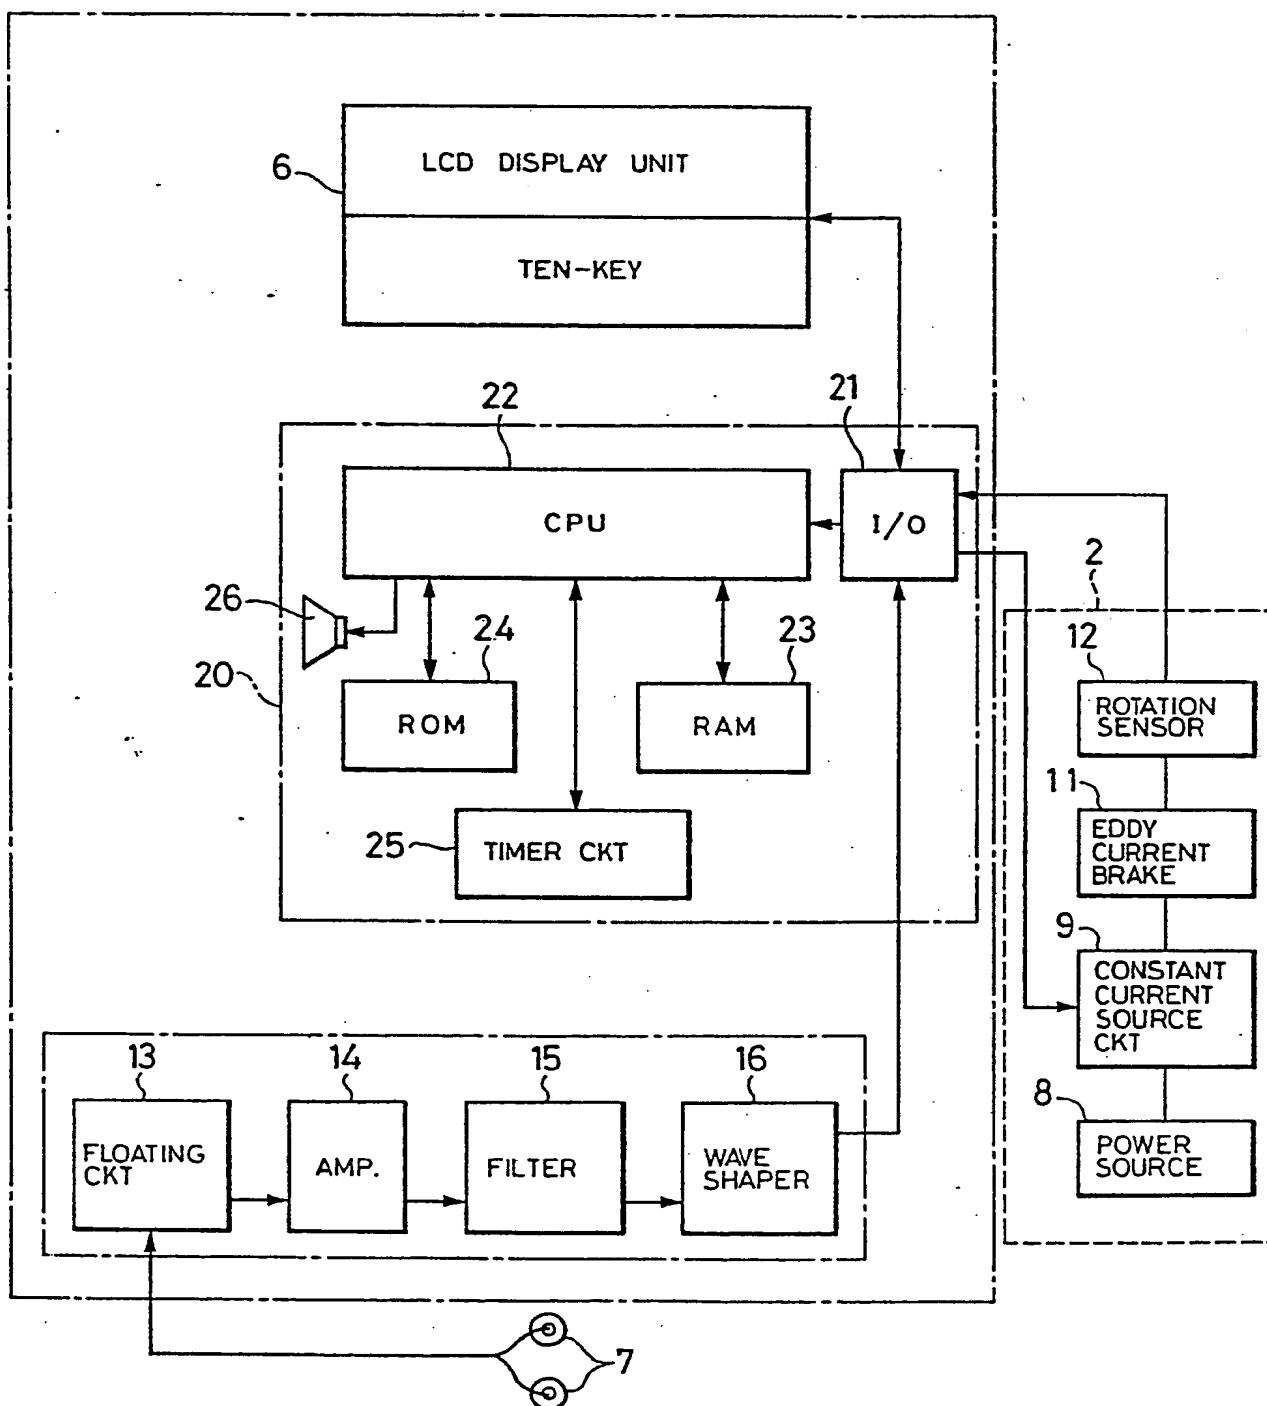 LCD DISPLAY UNIT
6
TEN-KEY
22
21
CPU
I/O
2
26
24
23
12
20
ROM
RAM
ROTATION
SENSOR
11
25
TIMER CKT
EDDY
CURRENT
BRAKE
9
CONSTANT
CURRENT
SOURCE
CKT
13
14
15
16
8
FLOATING
CKT
AMP.
FILTER
WAVE
SHAPER
POWER
SOURCE
7